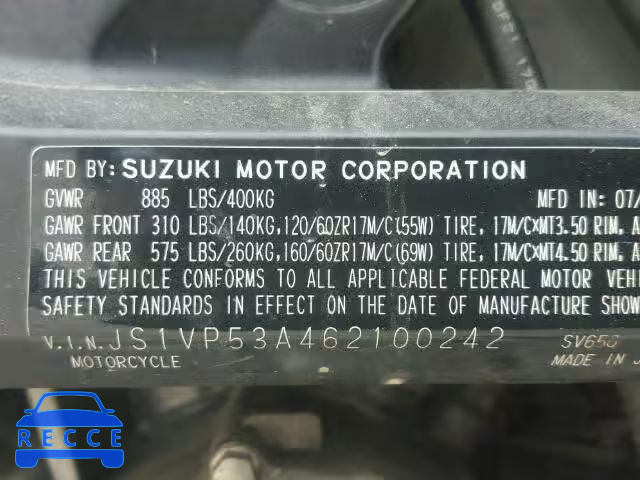 MFD BY: SUZUKI MOTOR CORPORATION
GVWR 885 LBS/400KG MFD IN: 07/
GAWR FRONT 310 LBS/140KG, 120/60ZR17M/C(55W) TIRE, 17M/C×MT3.50 RIM, A
GAWR REAR 575 LBS/260KG, 160/60ZR17M/C(69W) TIRE, 17M/C×MT4.50 RIM, A
THIS VEHICLE CONFORMS TO ALL APPLICABLE FEDERAL MOTOR VEHI
SAFETY STANDARDS IN EFFECT ON THE DATE OF MANUFACTURE SHOWN
V.I.N. JS1VP53A462100242 SV650
MOTORCYCLE MADE IN J
RECCE